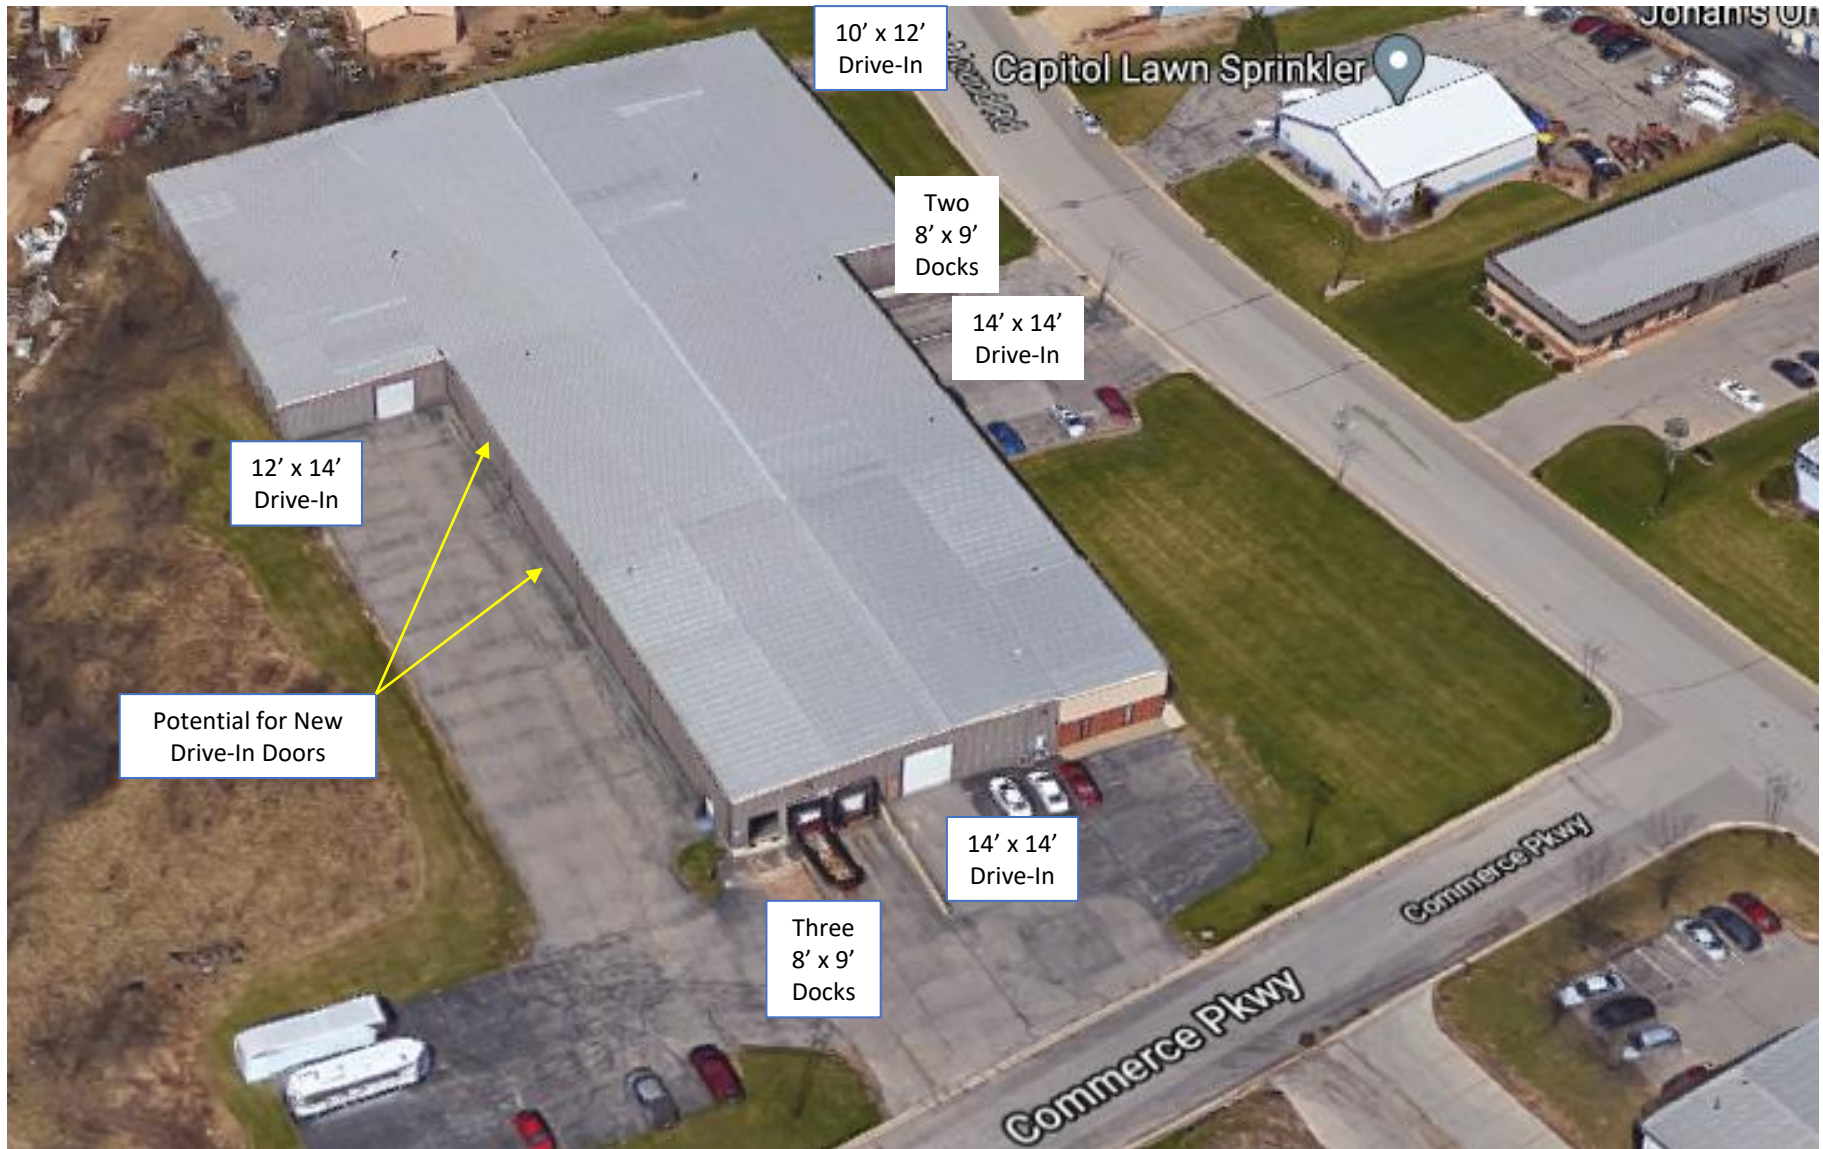 10’ x 12’
Drive-In
Capitol Lawn Sprinkler
Two
8’ x 9’
Docks
14’ x 14’
Drive-In
12’ x 14’
Drive-In
Potential for New
Drive-In Doors
14’ x 14’
Drive-In
Three
8’ x 9’
Docks
Commerce Pkwy
Commerce Pkwy